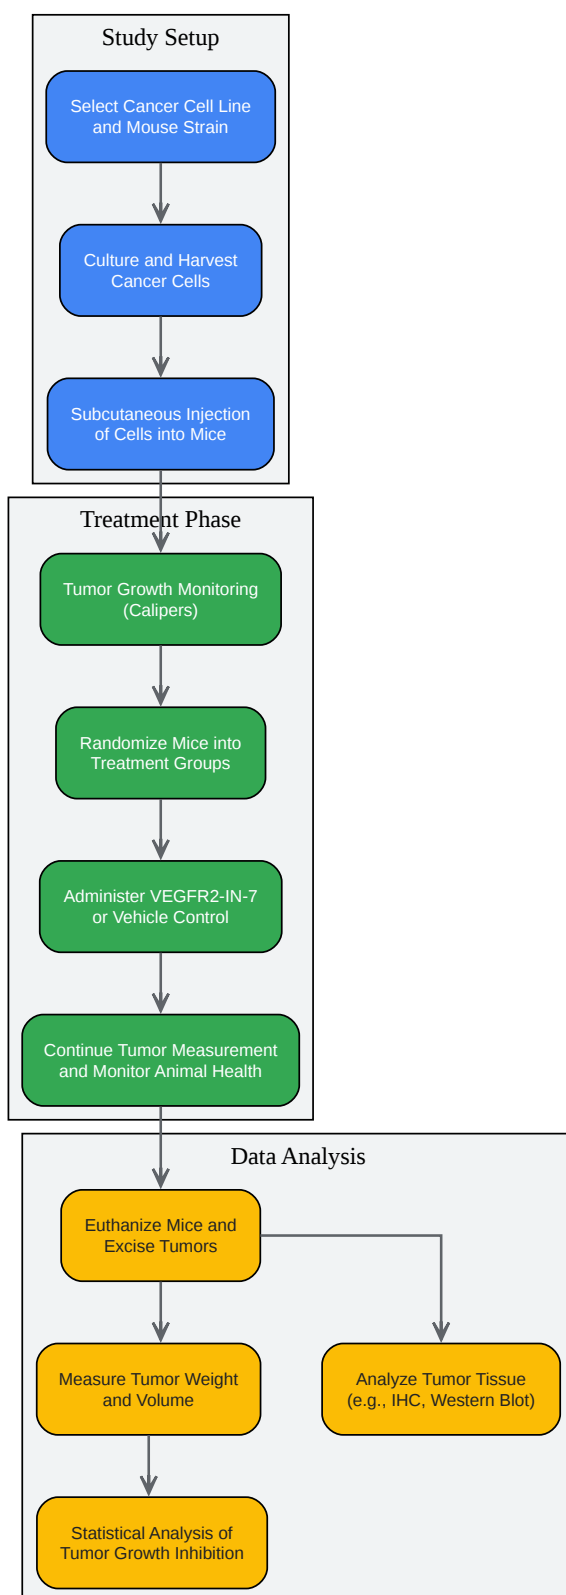 Study Setup
Select Cancer Cell Line
and Mouse Strain
Culture and Harvest
Cancer Cells
Subcutaneous Injection
of Cells into Mice
Treatment Phase
Tumor Growth Monitoring
(Calipers)
Randomize Mice into
Treatment Groups
Administer VEGFR2-IN-7
or Vehicle Control
Continue Tumor Measurement
and Monitor Animal Health
Data Analysis
Euthanize Mice and
Excise Tumors
Measure Tumor Weight
and Volume
Analyze Tumor Tissue
(e.g., IHC, Western Blot)
Statistical Analysis of
Tumor Growth Inhibition